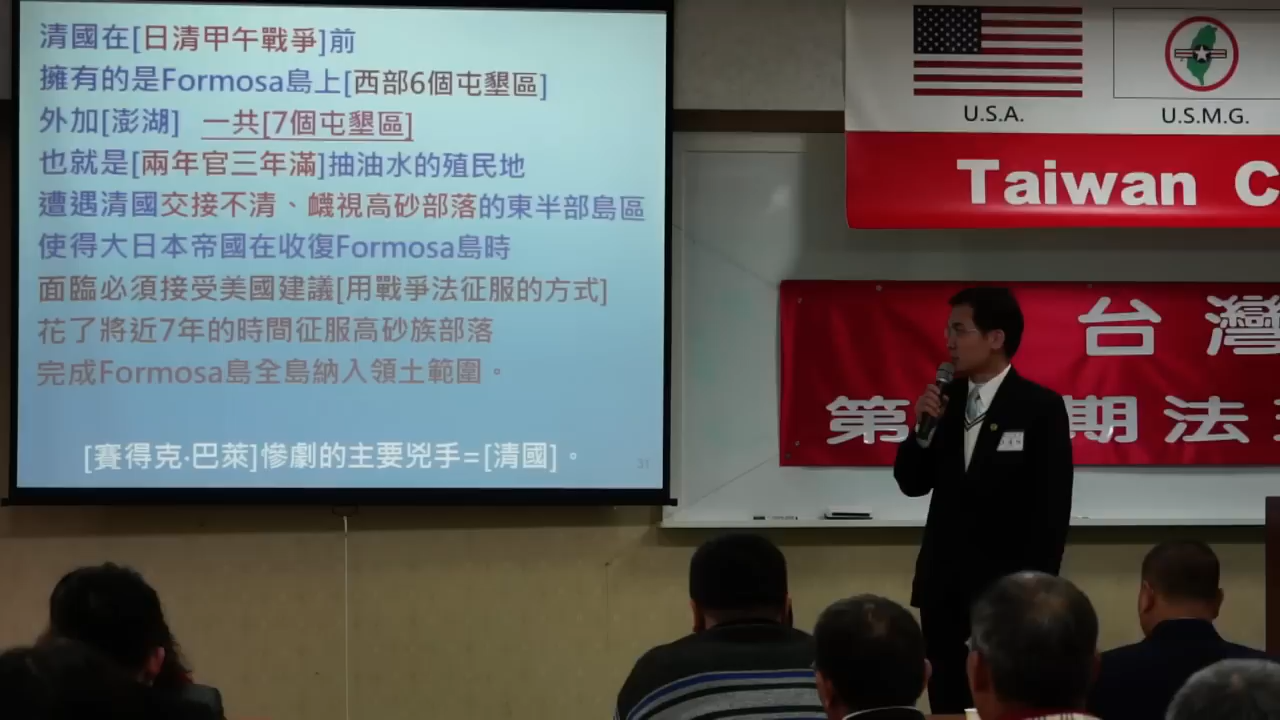 清國在[日清甲午戰爭]前
擁有的是Formosa島上[西部6個屯墾區]
外加[澎湖] 一共[7個屯墾區]
也就是[兩年官三年滿]抽油水的殖民地
遭遇清國交接不清、衊視高砂部落的東半部島區
使得大日本帝國在收復Formosa島時
面臨必須接受美國建議[用戰爭法征服的方式]
花了將近7年的時間征服高砂族部落
完成Formosa島全島納入領土範圍。
[賽得克·巴萊]慘劇的主要兇手=[清國]。
31
U.S.A.
U.S.M.G.
Taiwan C
台灣
第 期法